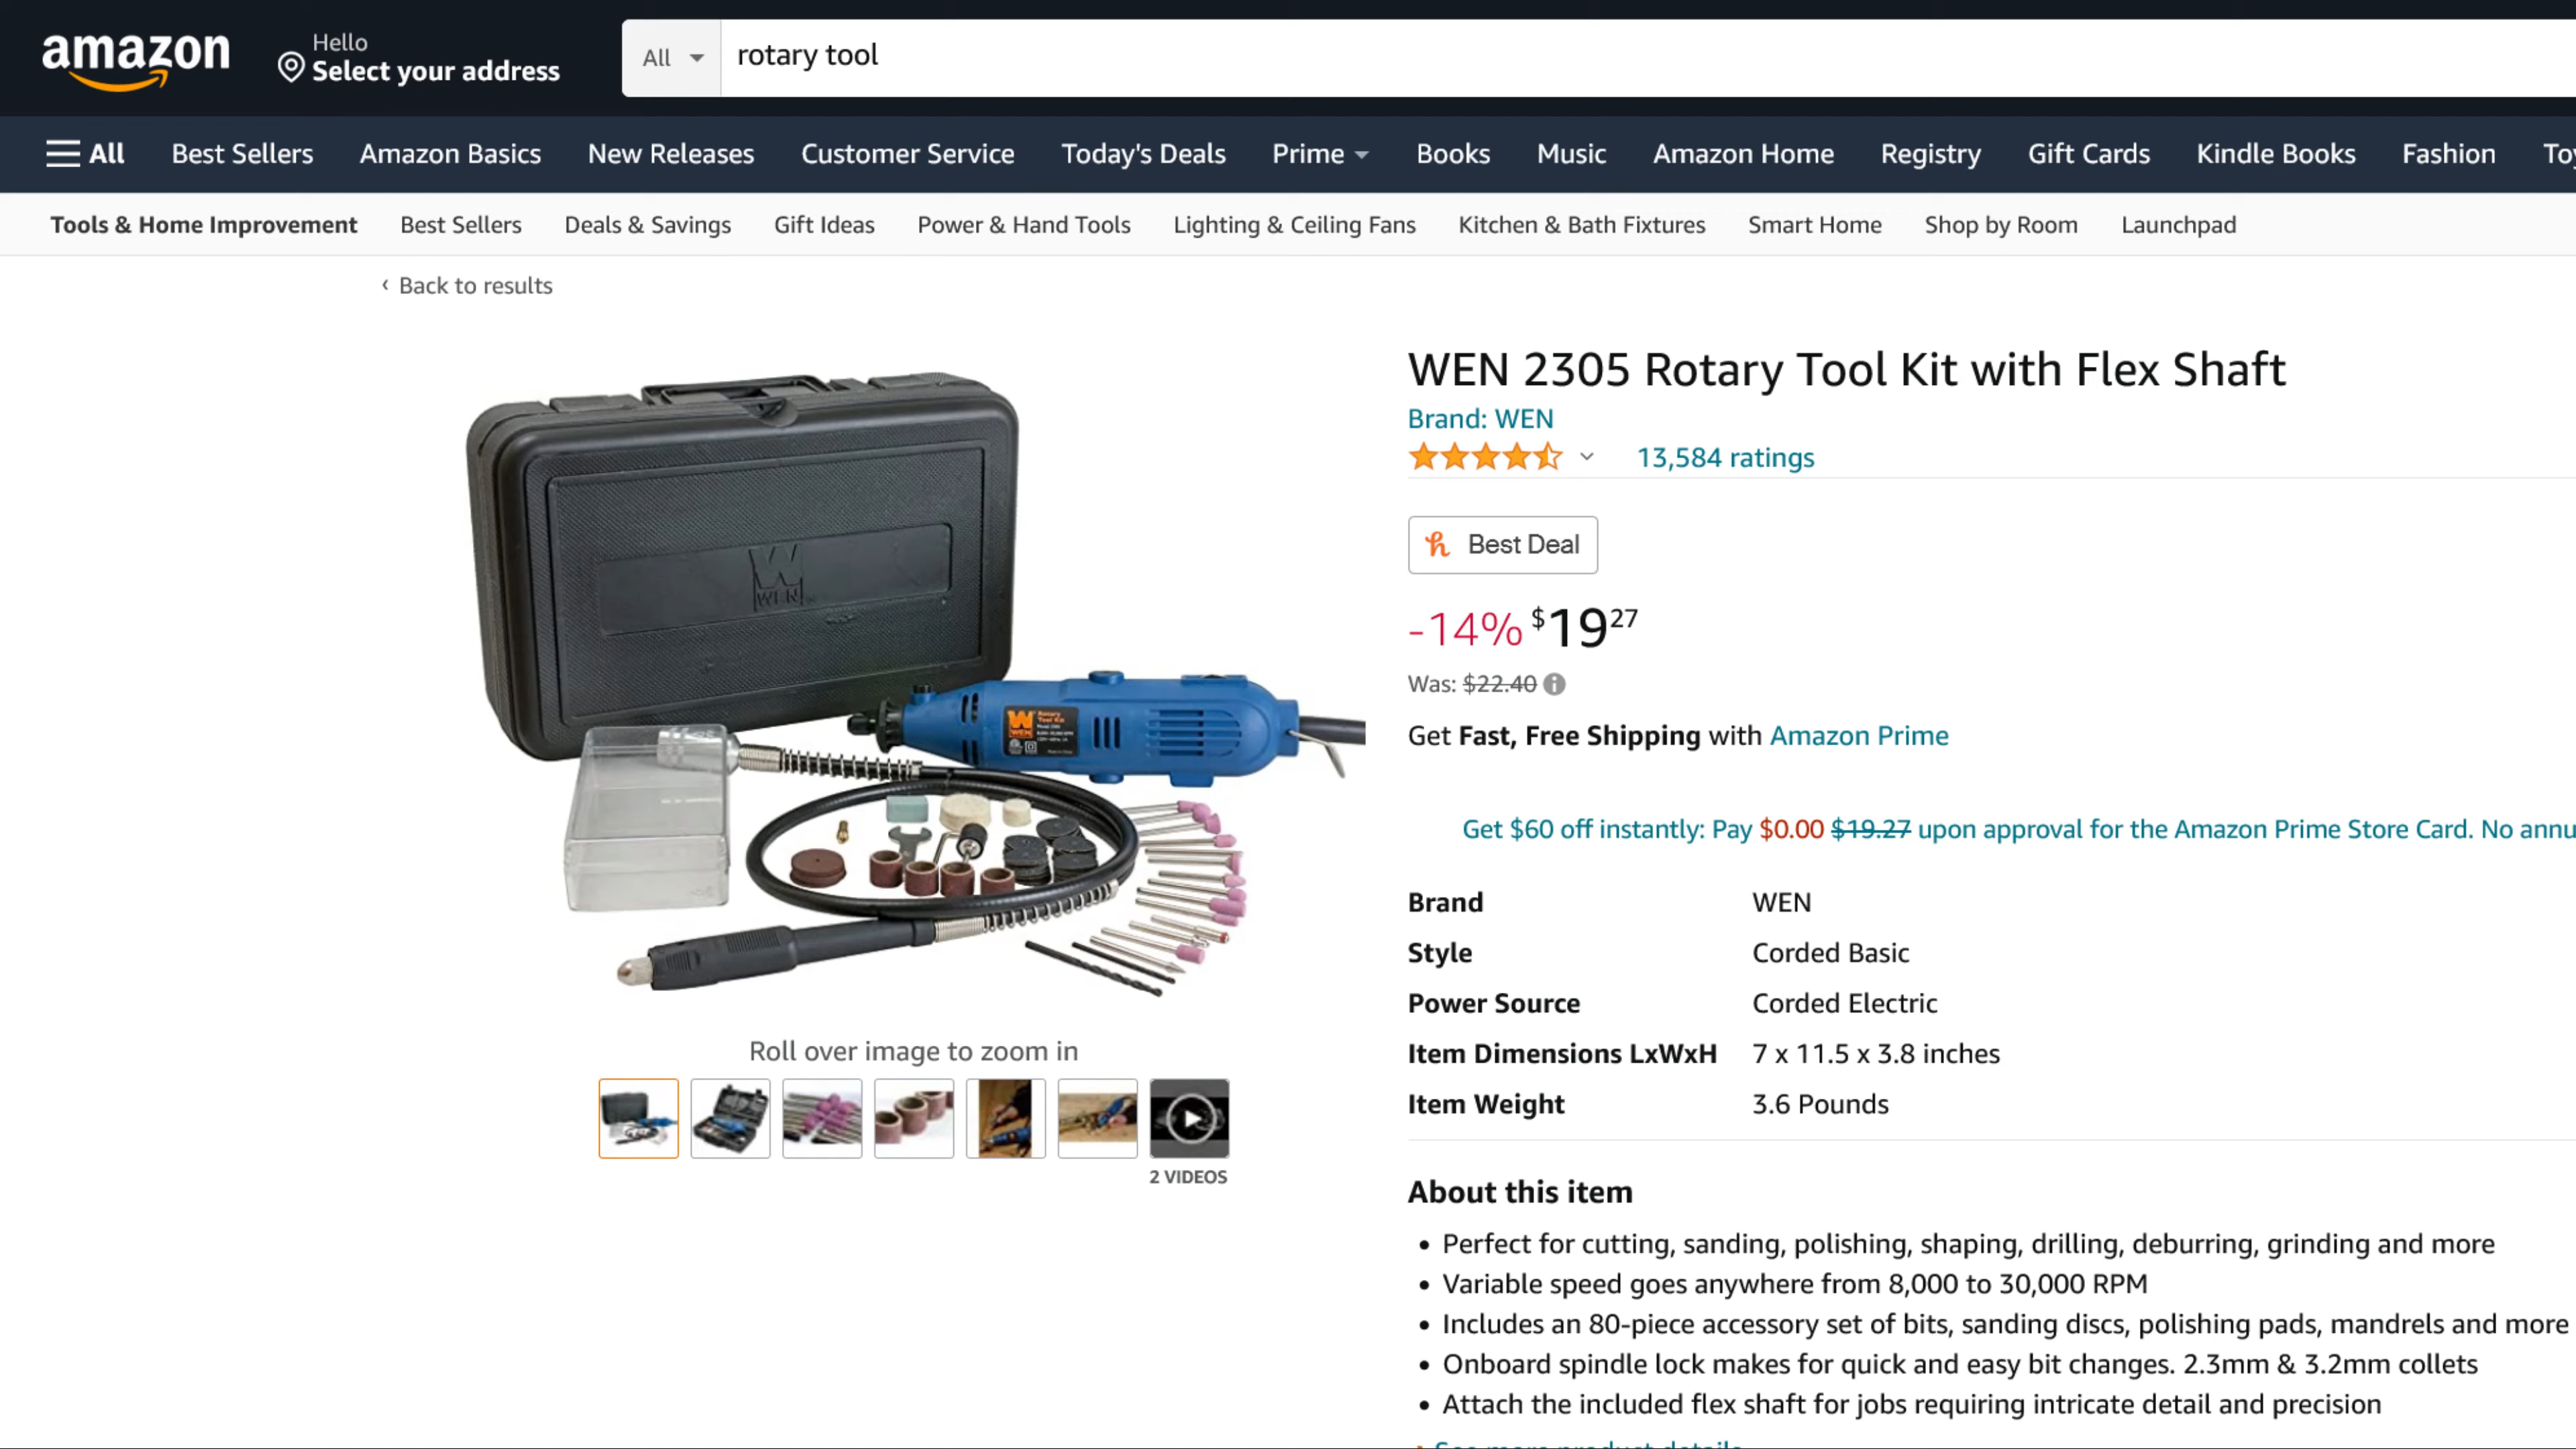 amazon
Hello
Select your address
All
rotary tool
All
Best Sellers
Amazon Basics
New Releases
Customer Service
Today's Deals
Prime
Books
Music
Amazon Home
Registry
Gift Cards
Kindle Books
Fashion
Tools & Home Improvement
Best Sellers
Deals & Savings
Gift Ideas
Power & Hand Tools
Lighting & Ceiling Fans
Kitchen & Bath Fixtures
Smart Home
Shop by Room
Launchpad
‹ Back to results
W
WEN
W
WEN
Rotary
Tool Kit
Roll over image to zoom in
2 VIDEOS
WEN 2305 Rotary Tool Kit with Flex Shaft
Brand: WEN
13,584 ratings
Best Deal
-14% $19 27
Was: $22.40
Get Fast, Free Shipping with Amazon Prime
Get $60 off instantly: Pay $0.00 $19.27 upon approval for the Amazon Prime Store Card. No annu
Brand WEN
Style Corded Basic
Power Source Corded Electric
Item Dimensions LxWxH 7 x 11.5 x 3.8 inches
Item Weight 3.6 Pounds
About this item
• Perfect for cutting, sanding, polishing, shaping, drilling, deburring, grinding and more
• Variable speed goes anywhere from 8,000 to 30,000 RPM
• Includes an 80-piece accessory set of bits, sanding discs, polishing pads, mandrels and more
• Onboard spindle lock makes for quick and easy bit changes. 2.3mm & 3.2mm collets
• Attach the included flex shaft for jobs requiring intricate detail and precision
See more product details